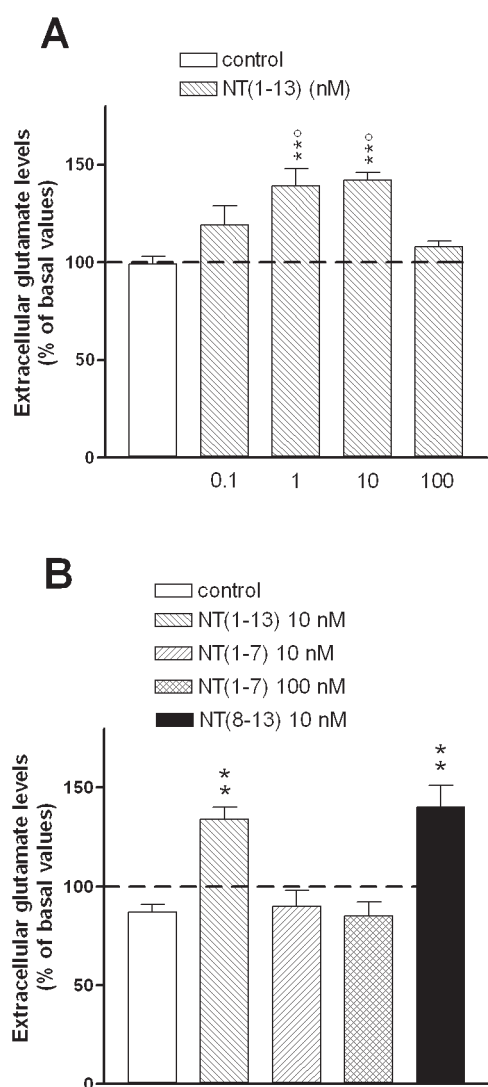 A
control
NT(1-13) (nM)
Extracellular glutamate levels
(% of basal values)
150
100
50
0
**°
**°
0.1 1 10 100
B
control
NT(1-13) 10 nM
NT(1-7) 10 nM
NT(1-7) 100 nM
NT(8-13) 10 nM
Extracellular glutamate levels
(% of basal values)
150
100
50
0
**
**